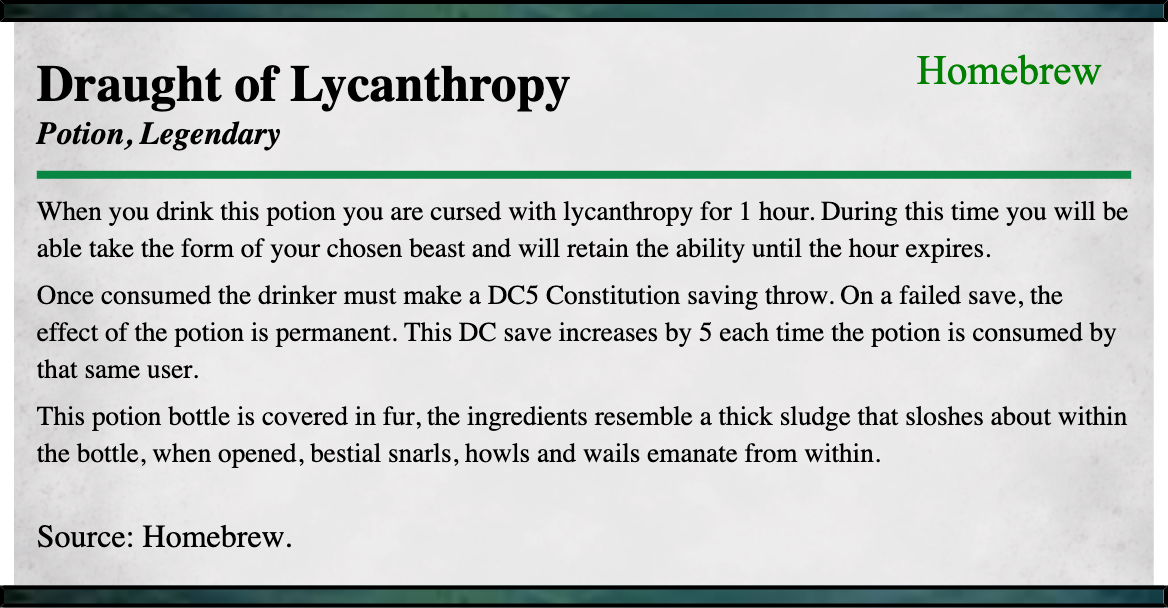 Draught of Lycanthropy
Homebrew
Potion, Legendary
When you drink this potion you are cursed with lycanthropy for 1 hour. During this time you will be
able take the form of your chosen beast and will retain the ability until the hour expires.
Once consumed the drinker must make a DC5 Constitution saving throw. On a failed save, the
effect of the potion is permanent. This DC save increases by 5 each time the potion is consumed by
that same user.
This potion bottle is covered in fur, the ingredients resemble a thick sludge that sloshes about within
the bottle, when opened, bestial snarls, howls and wails emanate from within.
Source: Homebrew.